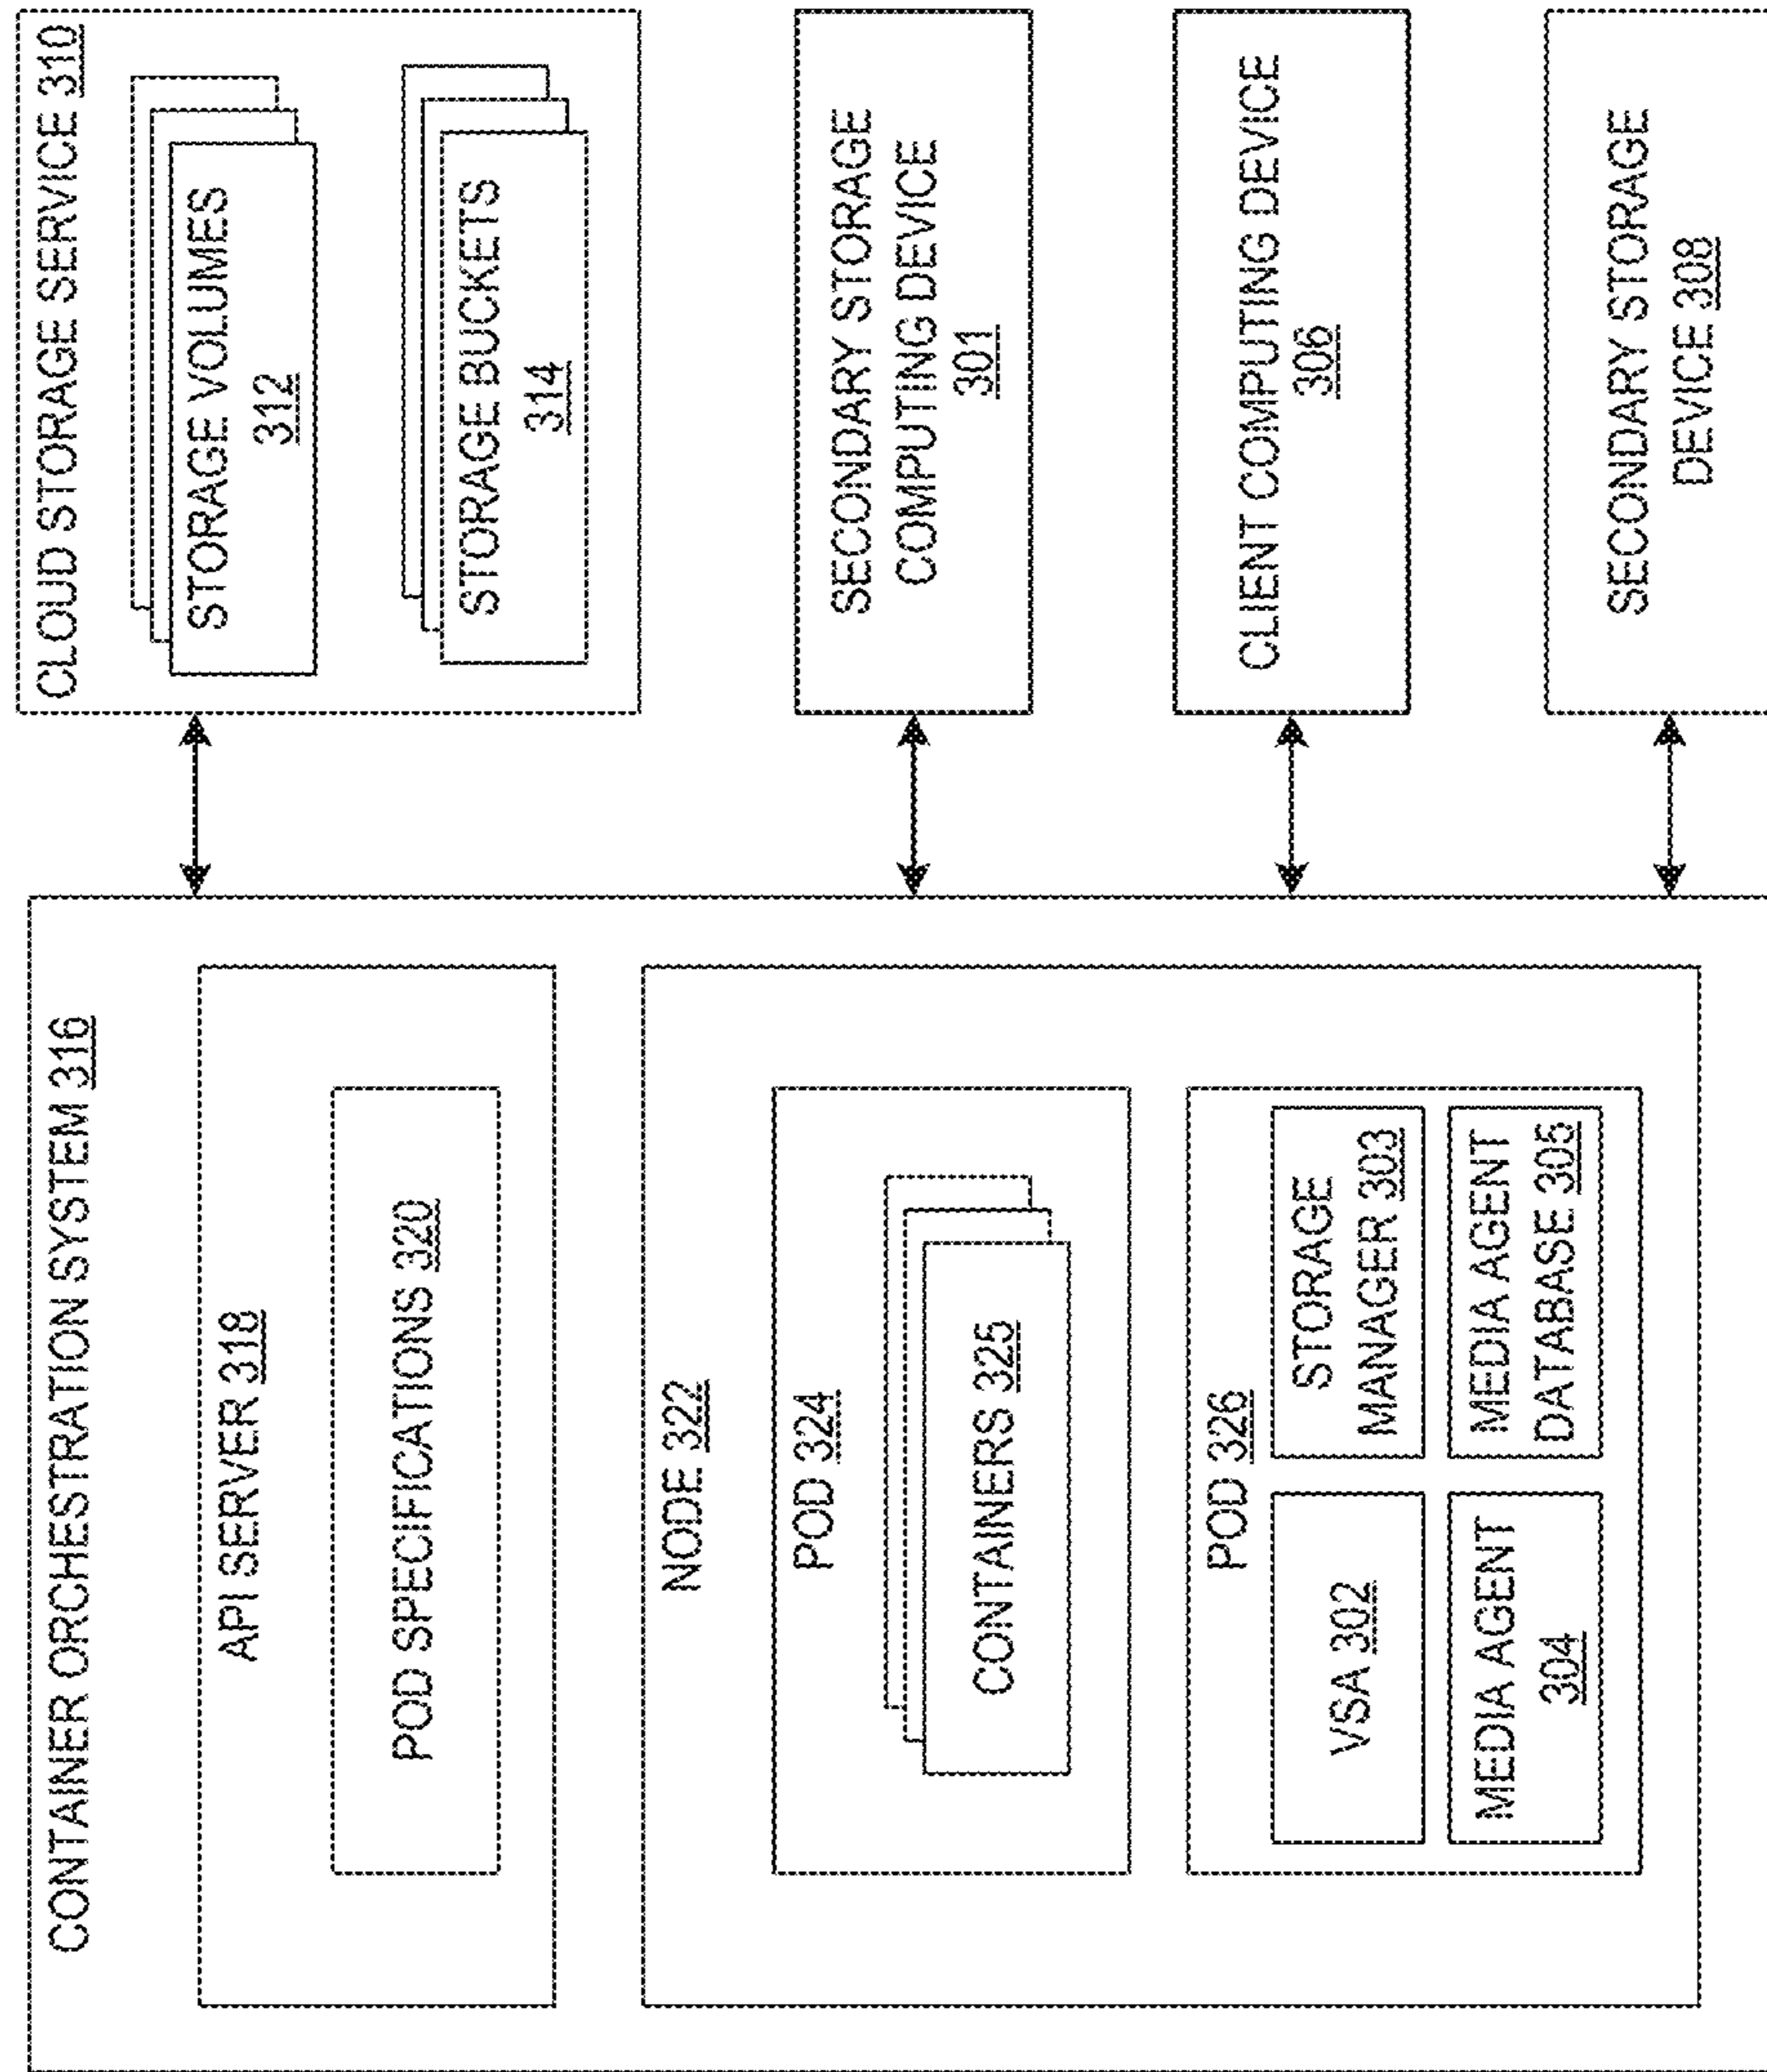 CONTAINER ORCHESTRATION SYSTEM 316
API SERVER 318
POD SPECIFICATIONS 320
NODE 322
POD 324
CONTAINERS 325
POD 326
VSA 302
STORAGE
MANAGER 303
MEDIA AGENT
304
MEDIA AGENT
DATABASE 305
CLOUD STORAGE SERVICE 310
STORAGE VOLUMES
312
STORAGE BUCKETS
314
SECONDARY STORAGE
COMPUTING DEVICE
301
CLIENT COMPUTING DEVICE
306
SECONDARY STORAGE
DEVICE 308